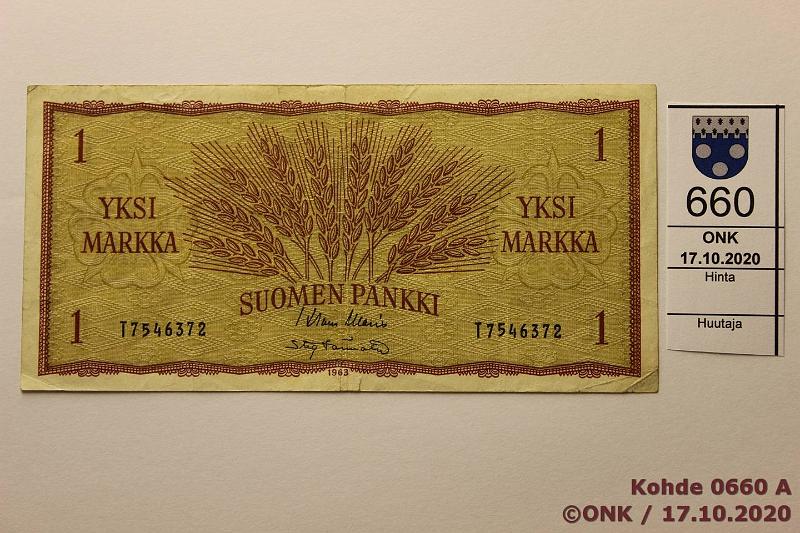 1
1
YKSI
MARKKA
YKSI
MARKKA
SUOMEN PANKKI
1
T7546372
T7546372
1
1963
660
ONK
17.10.2020
Hinta
Huutaja
Kohde 0660 A
©ONK / 17.10.2020